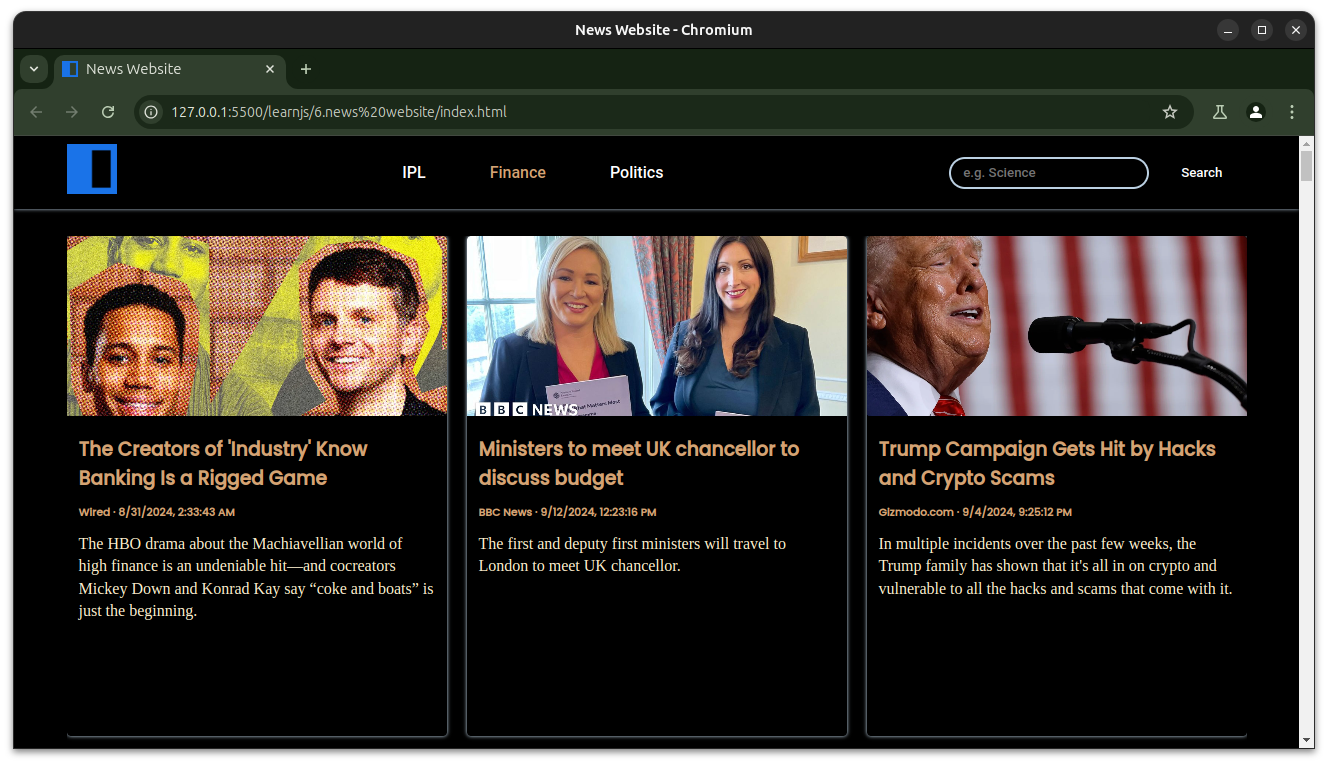 News Website - Chromium
News Website
127.0.0.1:5500/learnjs/6.news%20website/index.html
IPL
Finance
Politics
e.g. Science
Search
BBC NEWS
The Creators of 'Industry' Know
Banking Is a Rigged Game
Wired · 8/31/2024, 2:33:43 AM
The HBO drama about the Machiavellian world of
high finance is an undeniable hit—and cocreators
Mickey Down and Konrad Kay say “coke and boats” is
just the beginning.
Ministers to meet UK chancellor to
discuss budget
BBC News · 9/12/2024, 12:23:16 PM
The first and deputy first ministers will travel to
London to meet UK chancellor.
Trump Campaign Gets Hit by Hacks
and Crypto Scams
Gizmodo.com · 9/4/2024, 9:25:12 PM
In multiple incidents over the past few weeks, the
Trump family has shown that it's all in on crypto and
vulnerable to all the hacks and scams that come with it.